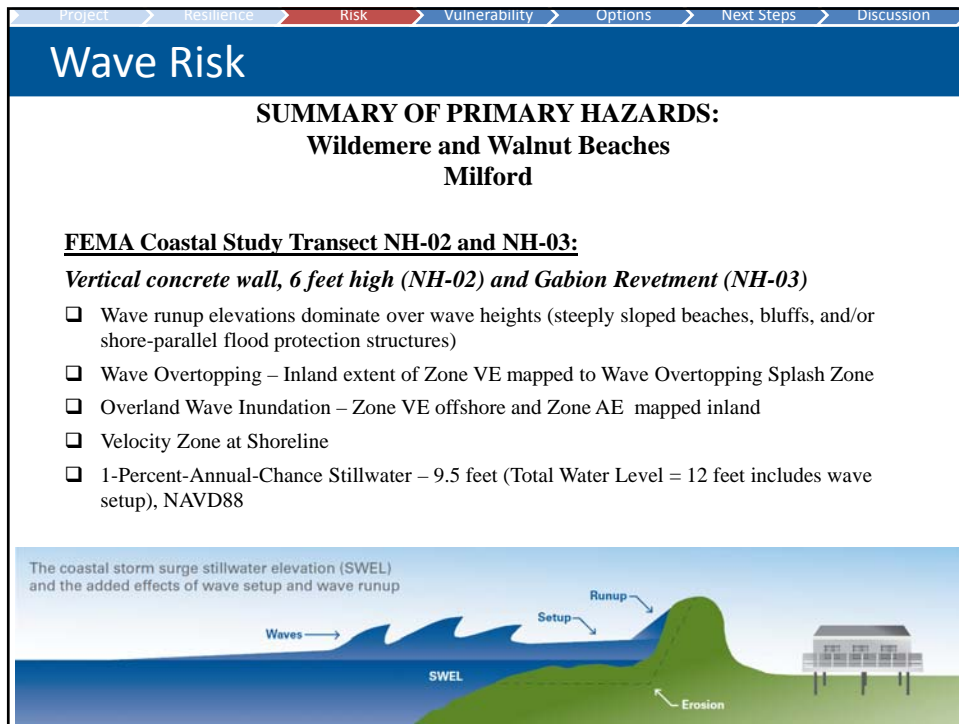 Project Resilience Risk Vulnerability Options Next Steps Discussion
Wave Risk
SUMMARY OF PRIMARY HAZARDS:
Wildemere and Walnut Beaches
Milford
FEMA Coastal Study Transect NH-02 and NH-03:
Vertical concrete wall, 6 feet high (NH-02) and Gabion Revetment (NH-03)
Wave runup elevations dominate over wave heights (steeply sloped beaches, bluffs, and/or
shore-parallel flood protection structures)
Wave Overtopping – Inland extent of Zone VE mapped to Wave Overtopping Splash Zone
Overland Wave Inundation – Zone VE offshore and Zone AE mapped inland
Velocity Zone at Shoreline
1-Percent-Annual-Chance Stillwater – 9.5 feet (Total Water Level = 12 feet includes wave
setup), NAVD88
The coastal storm surge stillwater elevation (SWEL)
and the added effects of wave setup and wave runup
Runup
Setup
Waves
SWEL
Erosion